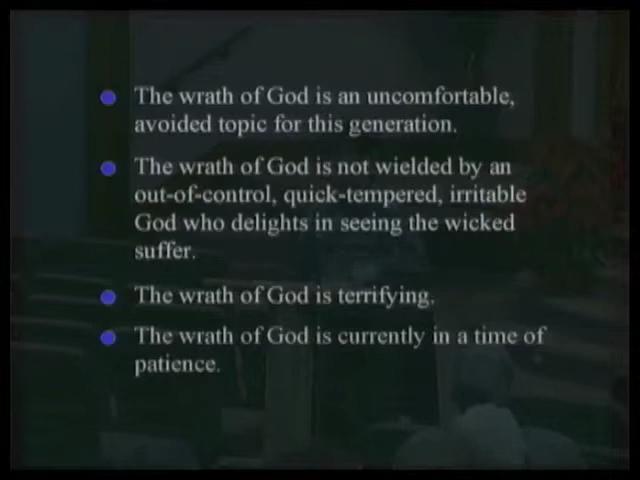 The wrath of God is an uncomfortable,
avoided topic for this generation.
The wrath of God is not wielded by an
out-of-control, quick-tempered, irritable
God who delights in seeing the wicked
suffer.
The wrath of God is terrifying.
The wrath of God is currently in a time of
patience.